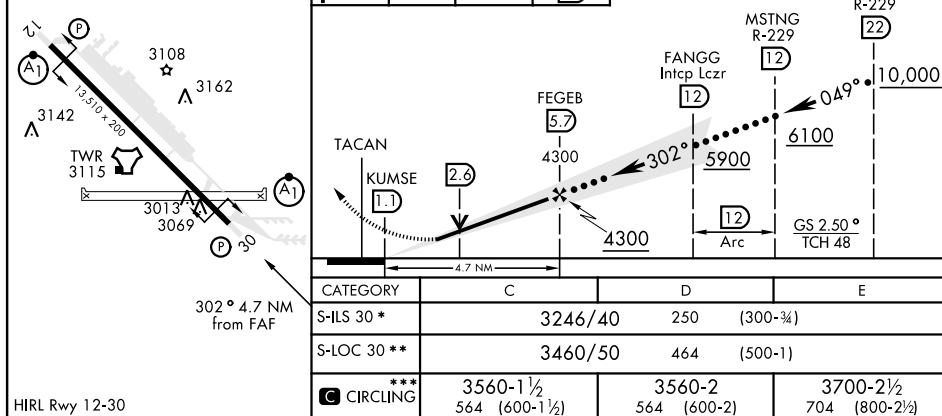 12
P
A1
3108
3162
13,510 x 200
3142
TWR
3115
A1
3013
3069
P
30
302° 4.7 NM
from FAF
HIRL Rwy 12-30
R-229
22
MSTNG
R-229
12
FANGG
Intcp Lczr
12
10,000
049°
FEGEB
5.7
4300
6100
302°
5900
TACAN
KUMSE
1.1
2.6
4300
12
Arc
GS 2.50°
TCH 48
4.7 NM
CATEGORY C D E
S-ILS 30 * 3246/40 250 (300-¾)
S-LOC 30 ** 3460/50 464 (500-1)
C CIRCLING *** 3560-1½ 3560-2 3700-2½
564 (600-1½) 564 (600-2) 704 (800-2½)